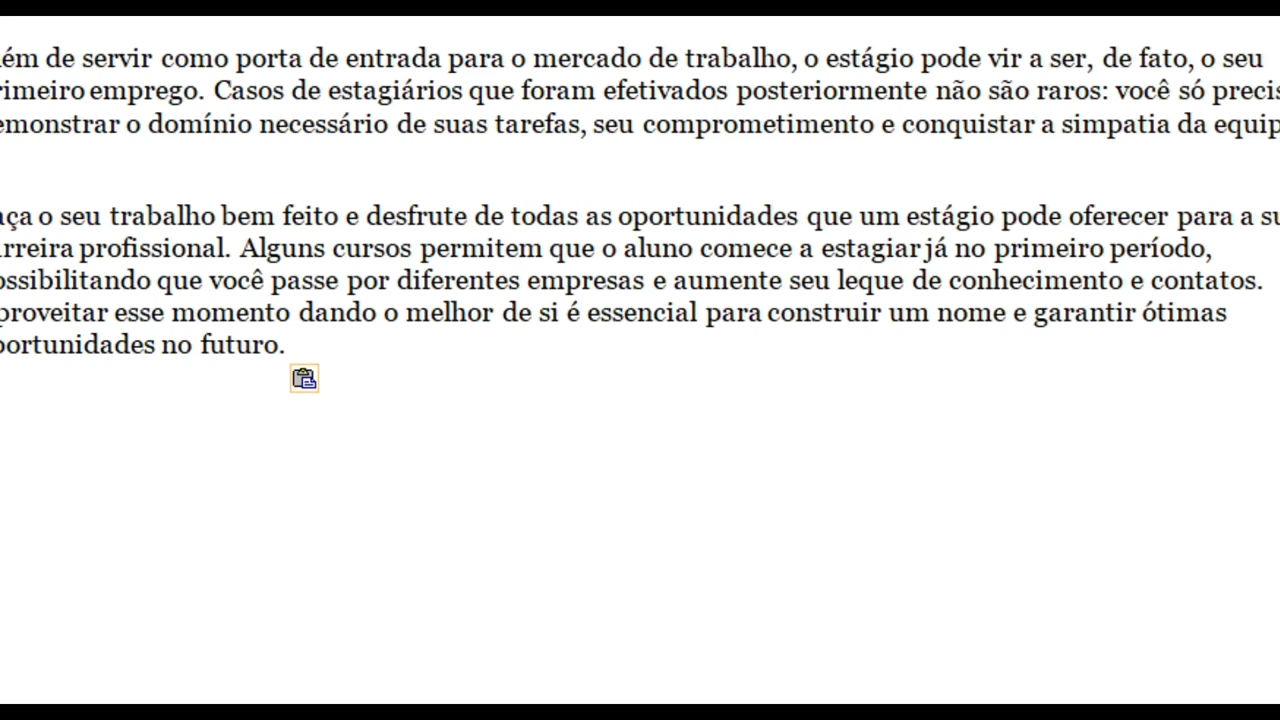 ém de servir como porta de entrada para o mercado de trabalho, o estágio pode vir a ser, de fato, o seu
rimeiro emprego. Casos de estagiários que foram efetivados posteriormente não são raros: você só precis
emonstrar o domínio necessário de suas tarefas, seu comprometimento e conquistar a simpatia da equip
aça o seu trabalho bem feito e desfrute de todas as oportunidades que um estágio pode oferecer para a su
rreira profissional. Alguns cursos permitem que o aluno comece a estagiar já no primeiro período,
ossibilitando que você passe por diferentes empresas e aumente seu leque de conhecimento e contatos.
proveitar esse momento dando o melhor de si é essencial para construir um nome e garantir ótimas
portunidades no futuro.